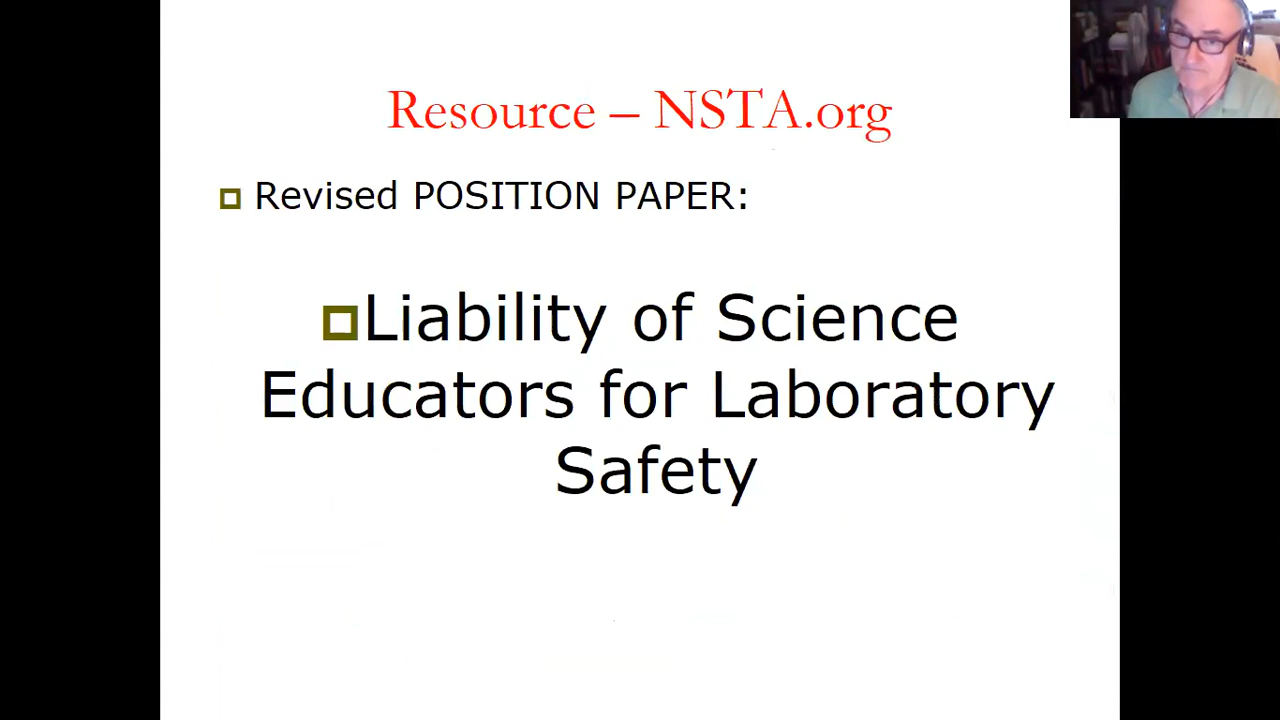 Resource – NSTA.org
Revised POSITION PAPER:
Liability of Science
Educators for Laboratory
Safety